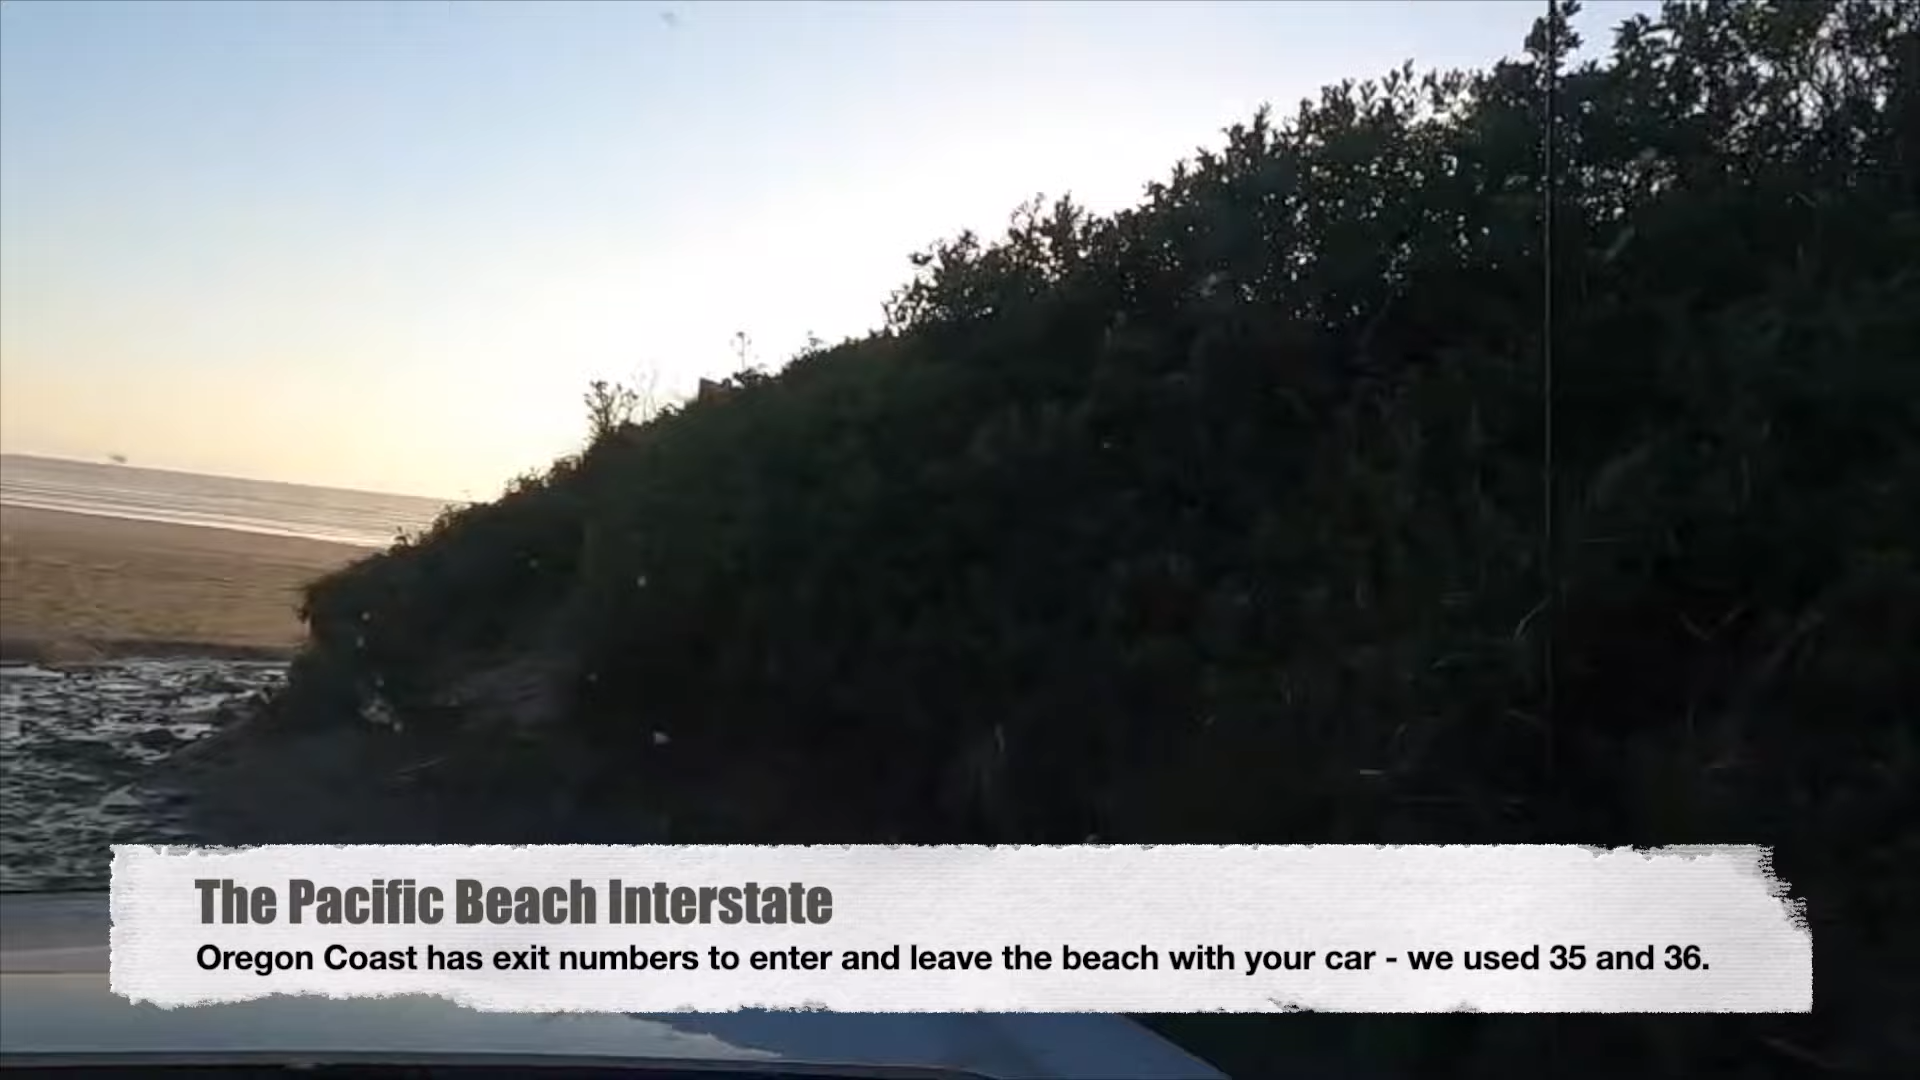 The Pacific Beach Interstate
Oregon Coast has exit numbers to enter and leave the beach with your car - we used 35 and 36.